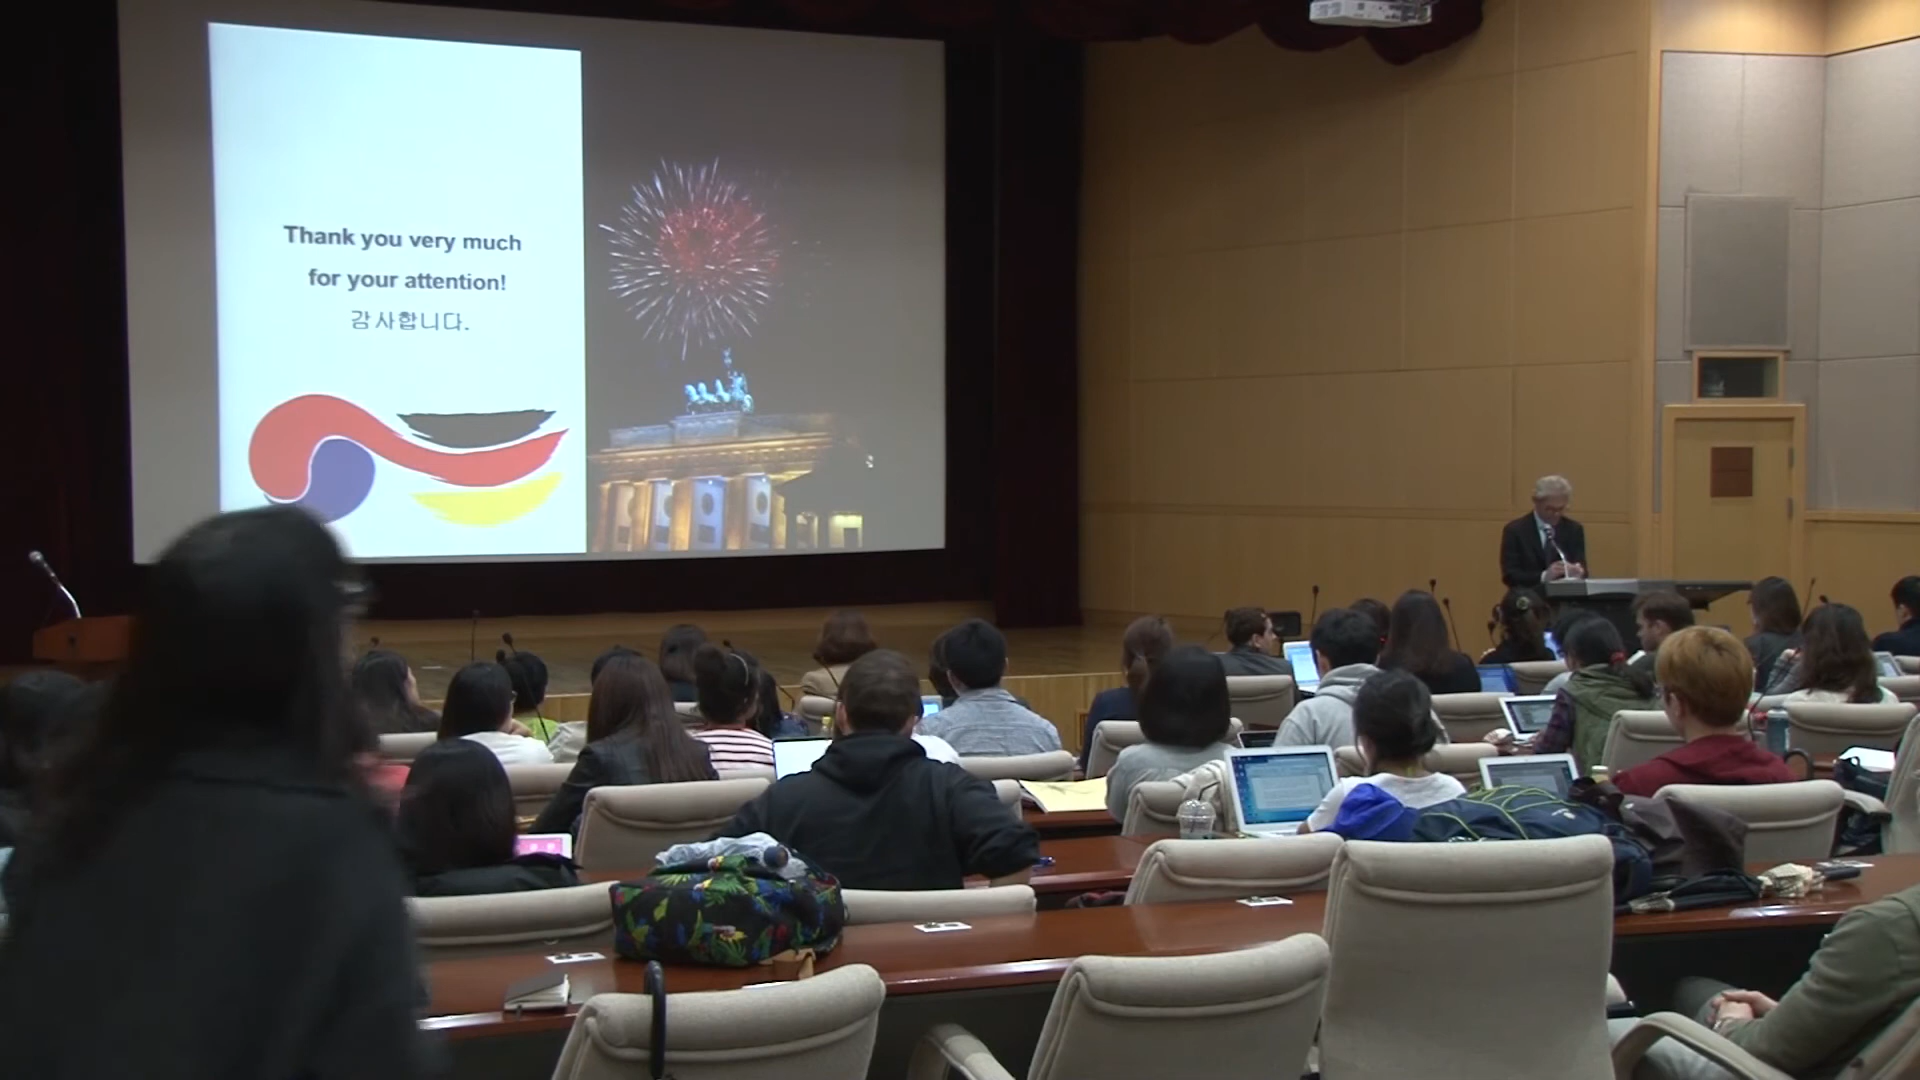 Thank you very much
for your attention!
감사합니다.